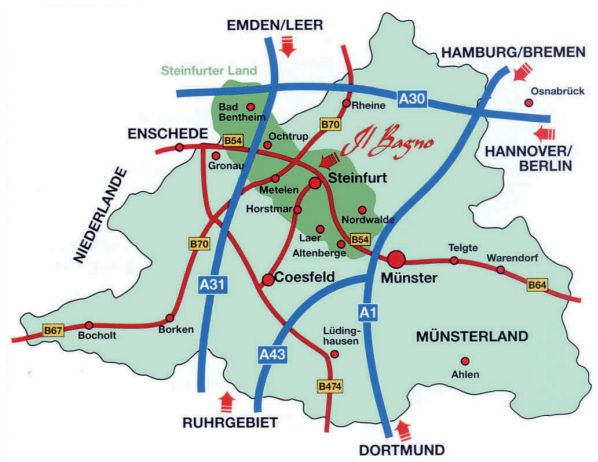 EMDEN/LEER
HAMBURG/BREMEN
Steinfurter Land
A30
Osnabrück
Bad
Bentheim
Rheine
B70
ENSCHEDE
B54
Ochtrup
Il Bagno
HANNOVER/
BERLIN
Gronau
Metelen
Steinfurt
NIEDERLANDE
Horstmar
Nordwalde
B70
Laer
Altenberge
B54
Telgte
Warendorf
A31
Coesfeld
Münster
B64
A1
B67
Bocholt
Borken
A43
Lüding-
hausen
MÜNSTERLAND
Ahlen
B474
RUHRGEBIET
DORTMUND